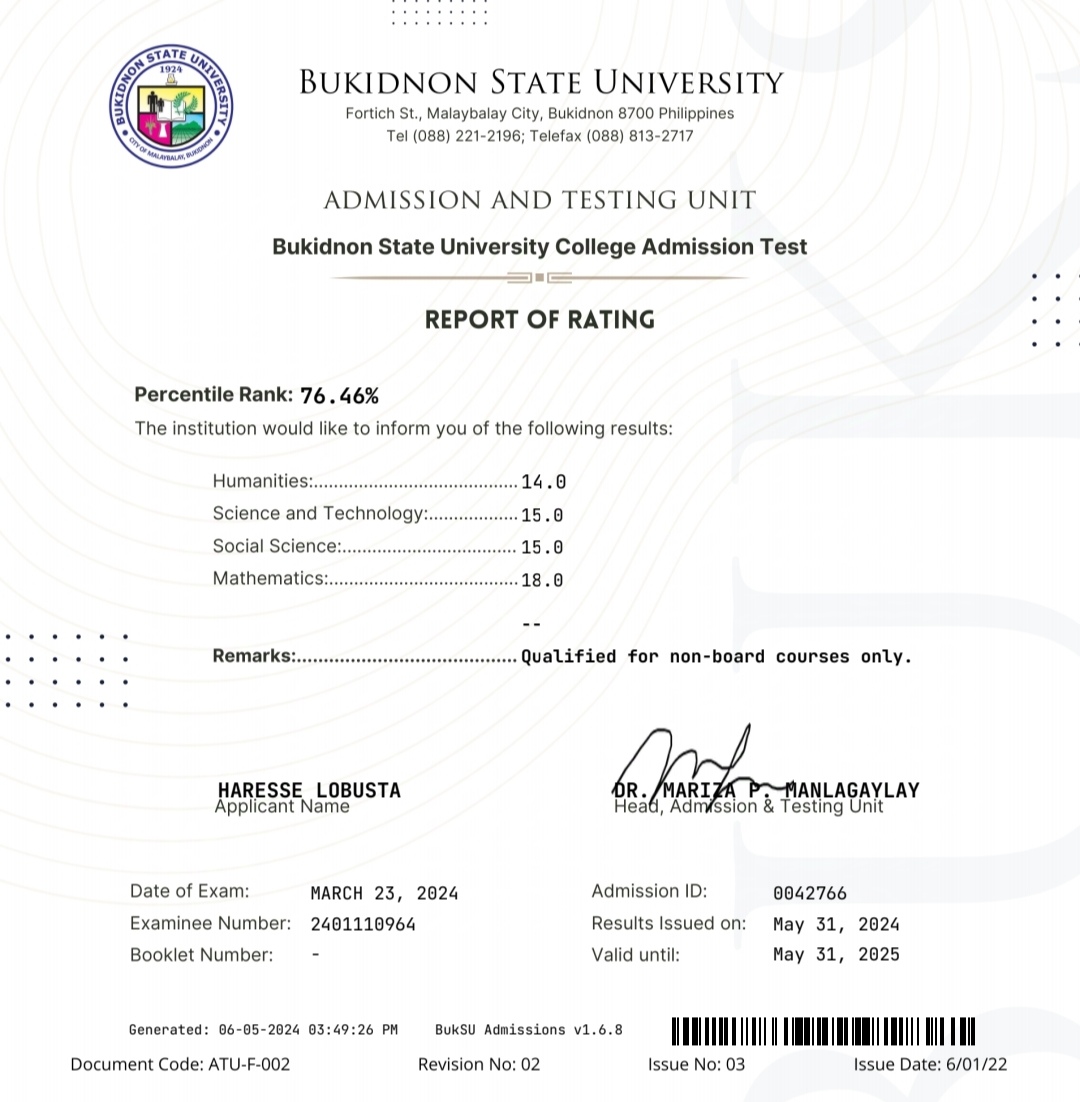 BUKIDNON STATE UNIVERSITY
1924
CITY OF MALAYBALAY, BUKIDNON
BUKIDNON STATE UNIVERSITY
Fortich St., Malaybalay City, Bukidnon 8700 Philippines
Tel (088) 221-2196; Telefax (088) 813-2717
ADMISSION AND TESTING UNIT
Bukidnon State University College Admission Test
REPORT OF RATING
Percentile Rank: 76.46%
The institution would like to inform you of the following results:
Humanities:..........................................14.0
Science and Technology:..................15.0
Social Science:....................................15.0
Mathematics:.......................................18.0
--
Remarks:.............................................Qualified for non-board courses only.
HARESSE LOBUSTA DR. MARIZA P. MANLAGAYLAY
Applicant Name Head, Admission & Testing Unit
Date of Exam: MARCH 23, 2024 Admission ID: 0042766
Examinee Number: 2401110964 Results Issued on: May 31, 2024
Booklet Number: - Valid until: May 31, 2025
Generated: 06-05-2024 03:49:26 PM BukSU Admissions v1.6.8
Document Code: ATU-F-002 Revision No: 02 Issue No: 03 Issue Date: 6/01/22